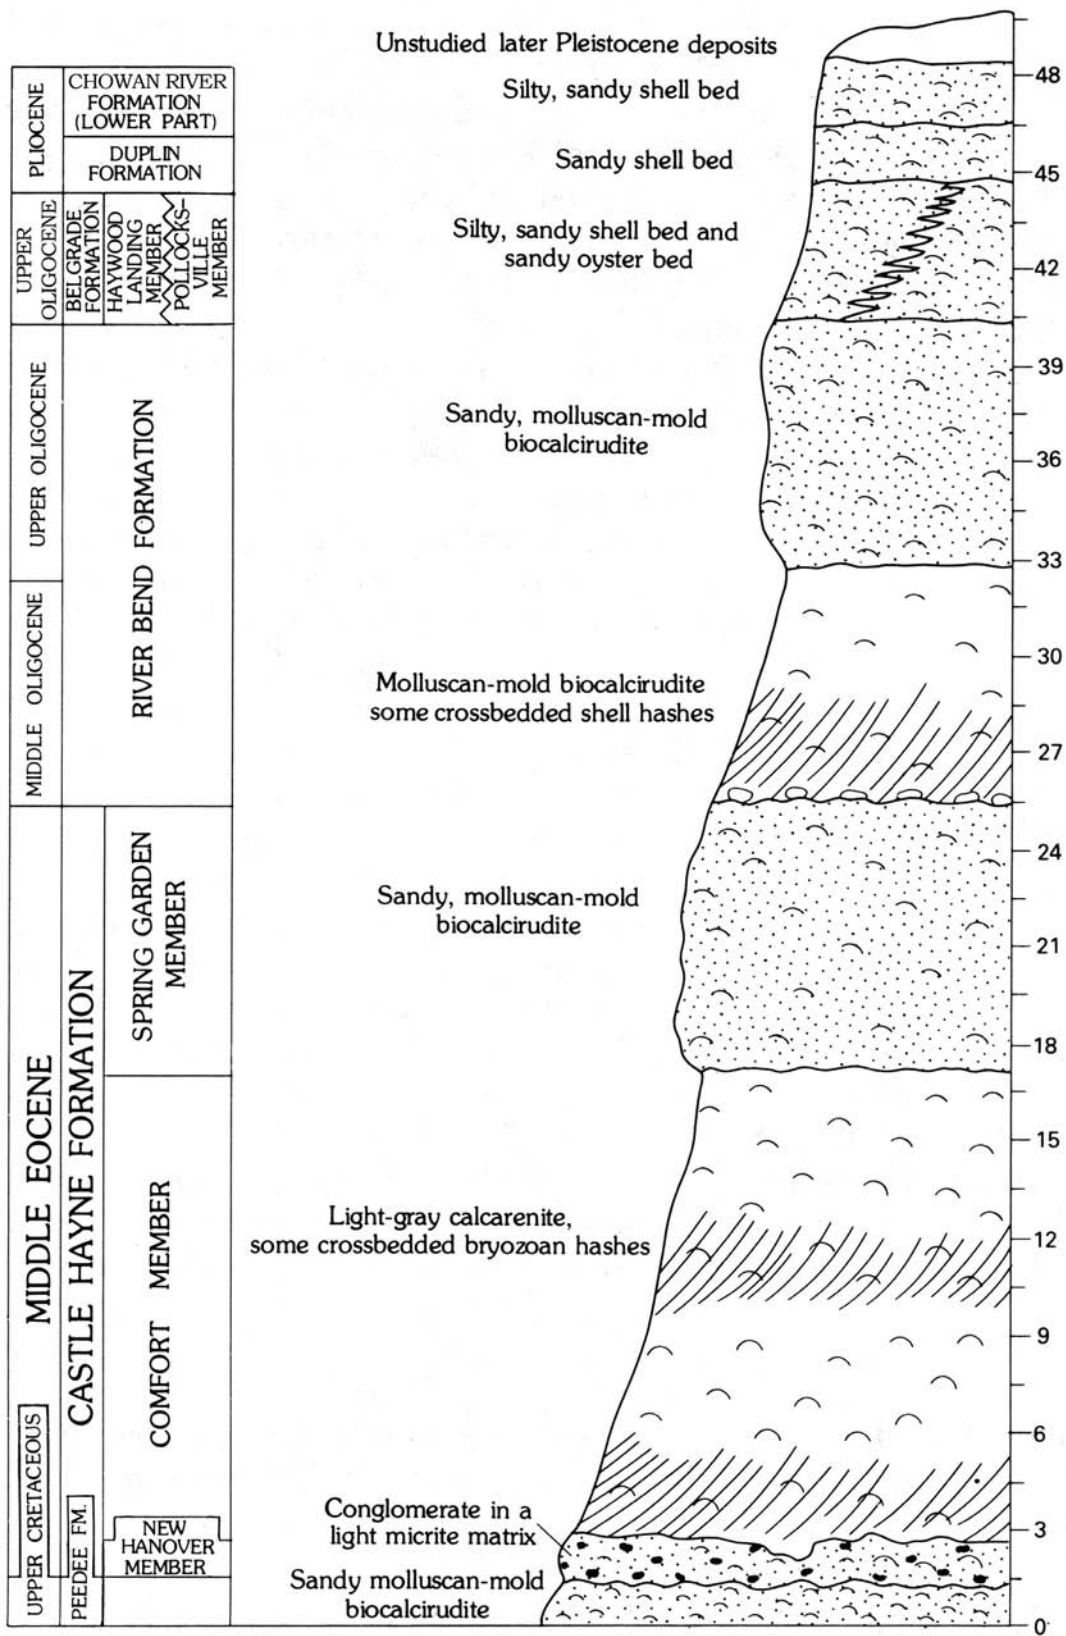 Unstudied later Pleistocene deposits
Silty, sandy shell bed
Sandy shell bed
Silty, sandy shell bed and
sandy oyster bed
Sandy, molluscan-mold
biocalcirudite
Molluscan-mold biocalcirudite
some crossbedded shell hashes
Sandy, molluscan-mold
biocalcirudite
Light-gray calcarenite,
some crossbedded bryozoan hashes
Conglomerate in a
light micrite matrix
Sandy molluscan-mold
biocalcirudite
PLIOCENE
CHOWAN RIVER
FORMATION
(LOWER PART)
DUPLIN
FORMATION
UPPER
OLIGOCENE
BELGRADE
FORMATION
HAYWOOD
LANDING
MEMBER
POLLOCKS-
VILLE
MEMBER
UPPER OLIGOCENE
MIDDLE OLIGOCENE
RIVER BEND FORMATION
MIDDLE EOCENE
CASTLE HAYNE FORMATION
SPRING GARDEN
MEMBER
COMFORT MEMBER
NEW
HANOVER
MEMBER
UPPER CRETACEOUS
PEEDEE FM.
48
45
42
39
36
33
30
27
24
21
18
15
12
9
6
3
0